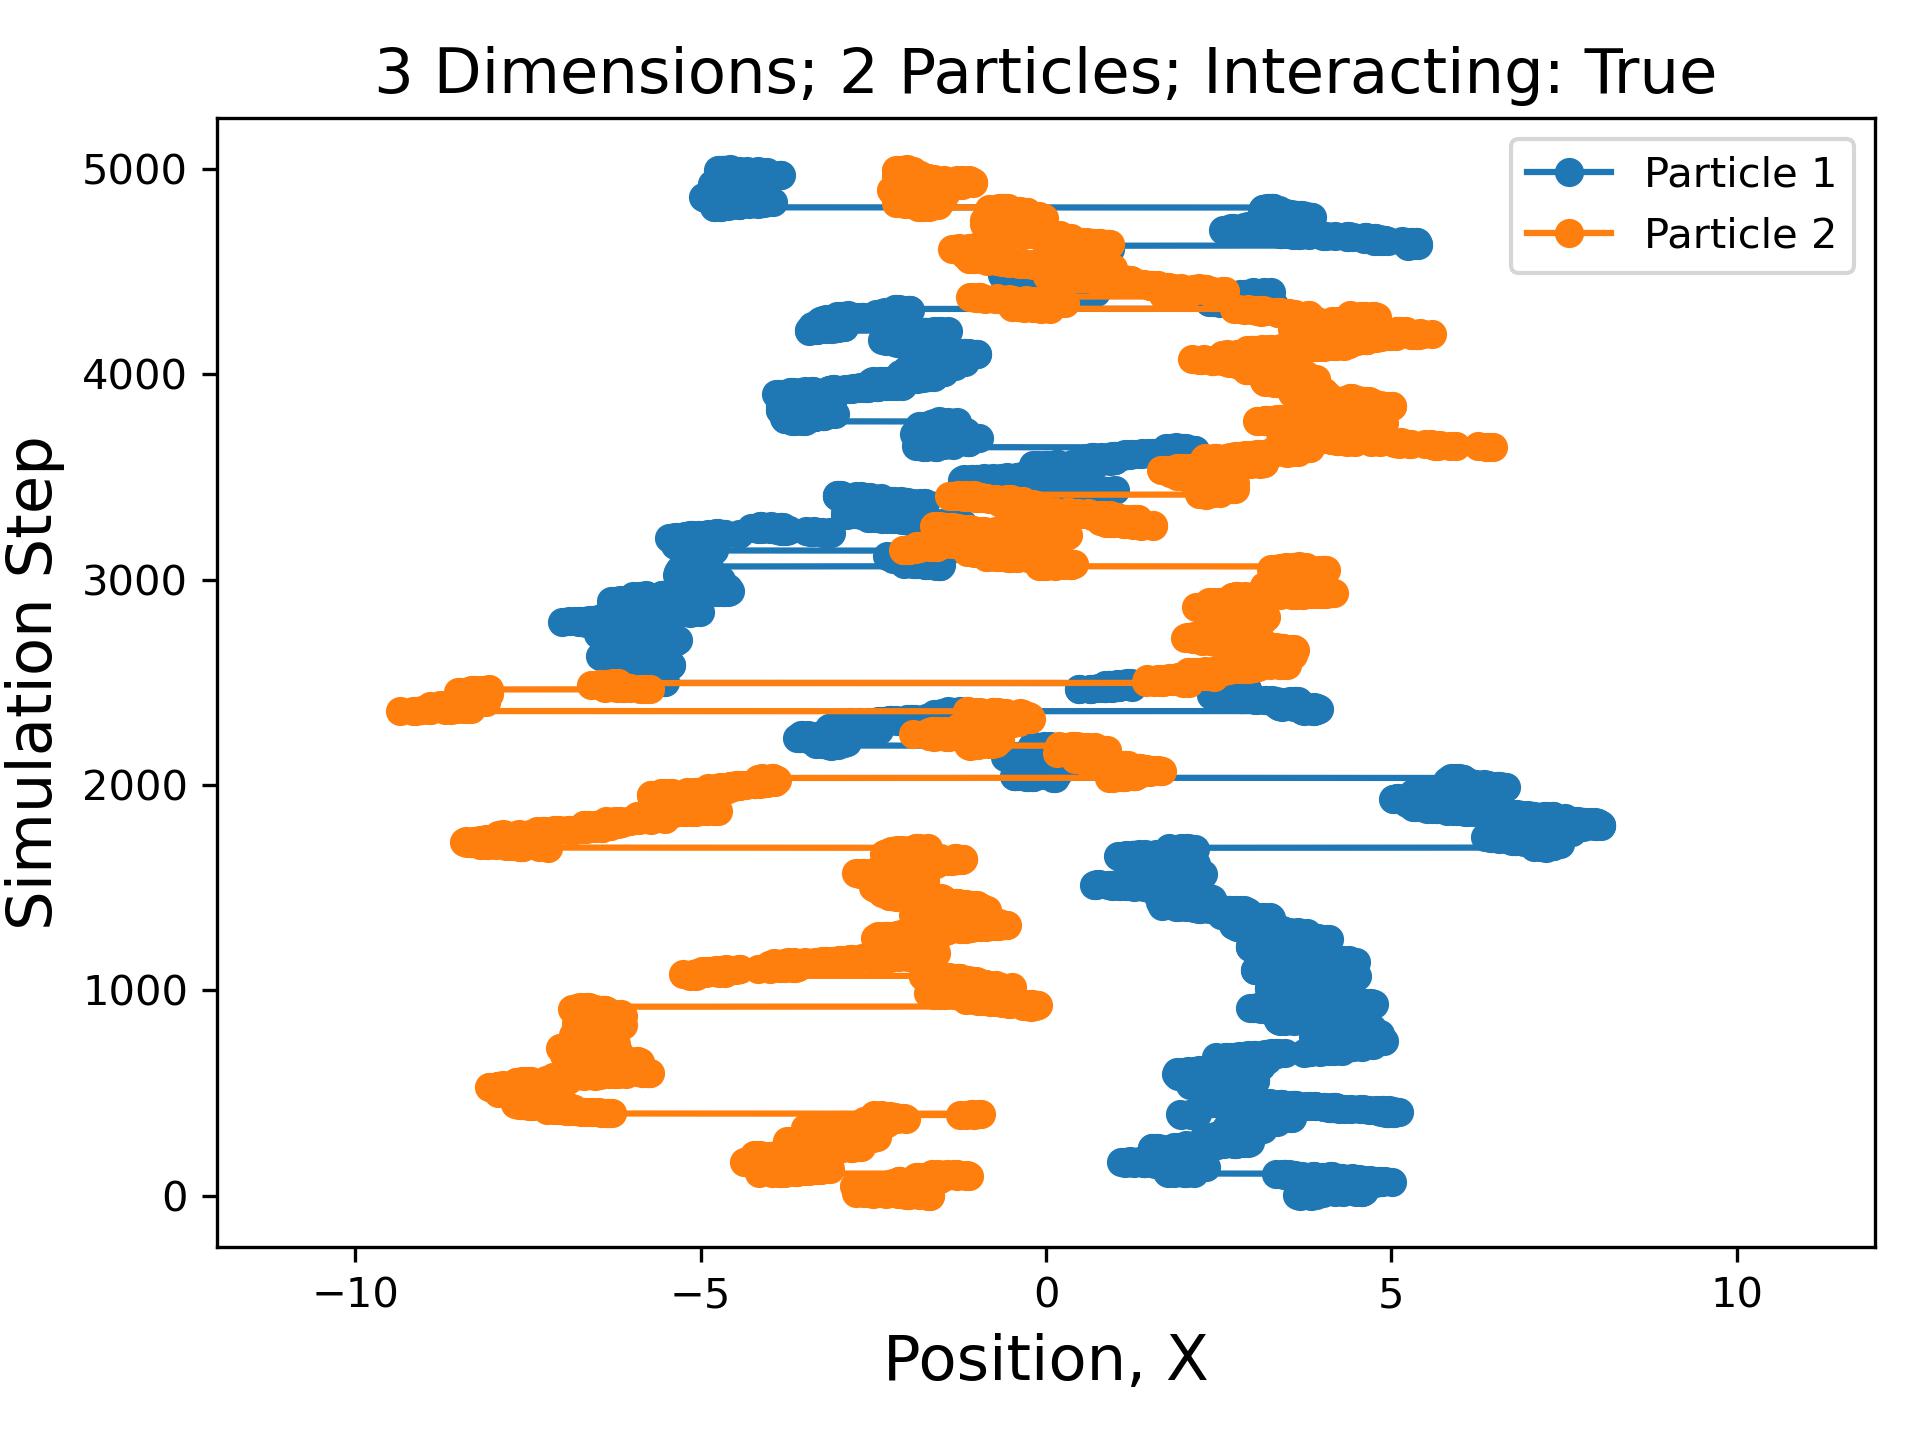 3 Dimensions; 2 Particles; Interacting: True
Particle 1
Particle 2
5000
4000
3000
2000
1000
0
Simulation Step
−10
−5
0
5
10
Position, X